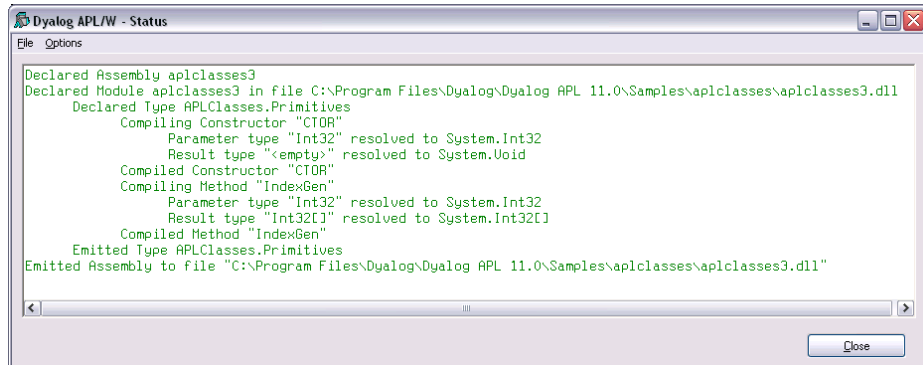 Dyalog APL/W - Status
File Options
Declared Assembly aplclasses3
Declared Module aplclasses3 in file C:\Program Files\Dyalog\Dyalog APL 11.0\Samples\aplclasses\aplclasses3.dll
Declared Type APLClasses.Primitives
Compiling Constructor "CTOR"
Parameter type "Int32" resolved to System.Int32
Result type "<empty>" resolved to System.Void
Compiled Constructor "CTOR"
Compiling Method "IndexGen"
Parameter type "Int32" resolved to System.Int32
Result type "Int32[]" resolved to System.Int32[]
Compiled Method "IndexGen"
Emitted Type APLClasses.Primitives
Emitted Assembly to file "C:\Program Files\Dyalog\Dyalog APL 11.0\Samples\aplclasses\aplclasses3.dll"
Close